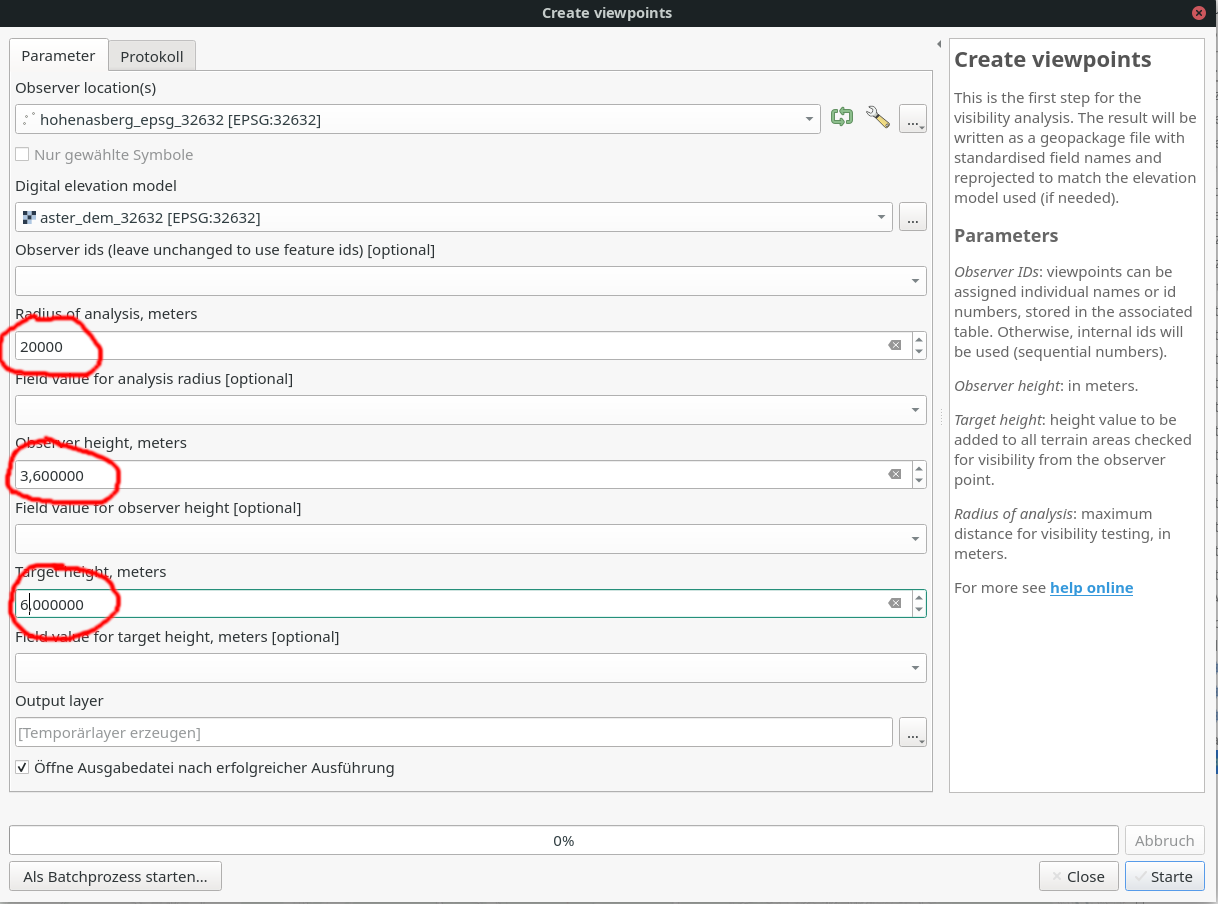 Create viewpoints
Parameter
Protokoll
Observer location(s)
hohenasberg_epsg_32632 [EPSG:32632]
...
Nur gewählte Symbole
Digital elevation model
aster_dem_32632 [EPSG:32632]
...
Observer ids (leave unchanged to use feature ids) [optional]
Radius of analysis, meters
20000
Field value for analysis radius [optional]
Observer height, meters
3,600000
Field value for observer height [optional]
Target height, meters
6,000000
Field value for target height, meters [optional]
Output layer
[Temporärlayer erzeugen]
...
Öffne Ausgabedatei nach erfolgreicher Ausführung
Create viewpoints
This is the first step for the
visibility analysis. The result will be
written as a geopackage file with
standardised field names and
reprojected to match the elevation
model used (if needed).
Parameters
Observer IDs: viewpoints can be
assigned individual names or id
numbers, stored in the associated
table. Otherwise, internal ids will
be used (sequential numbers).
Observer height: in meters.
Target height: height value to be
added to all terrain areas checked
for visibility from the observer
point.
Radius of analysis: maximum
distance for visibility testing, in
meters.
For more see help online
0%
Abbruch
Als Batchprozess starten...
Close
Starte